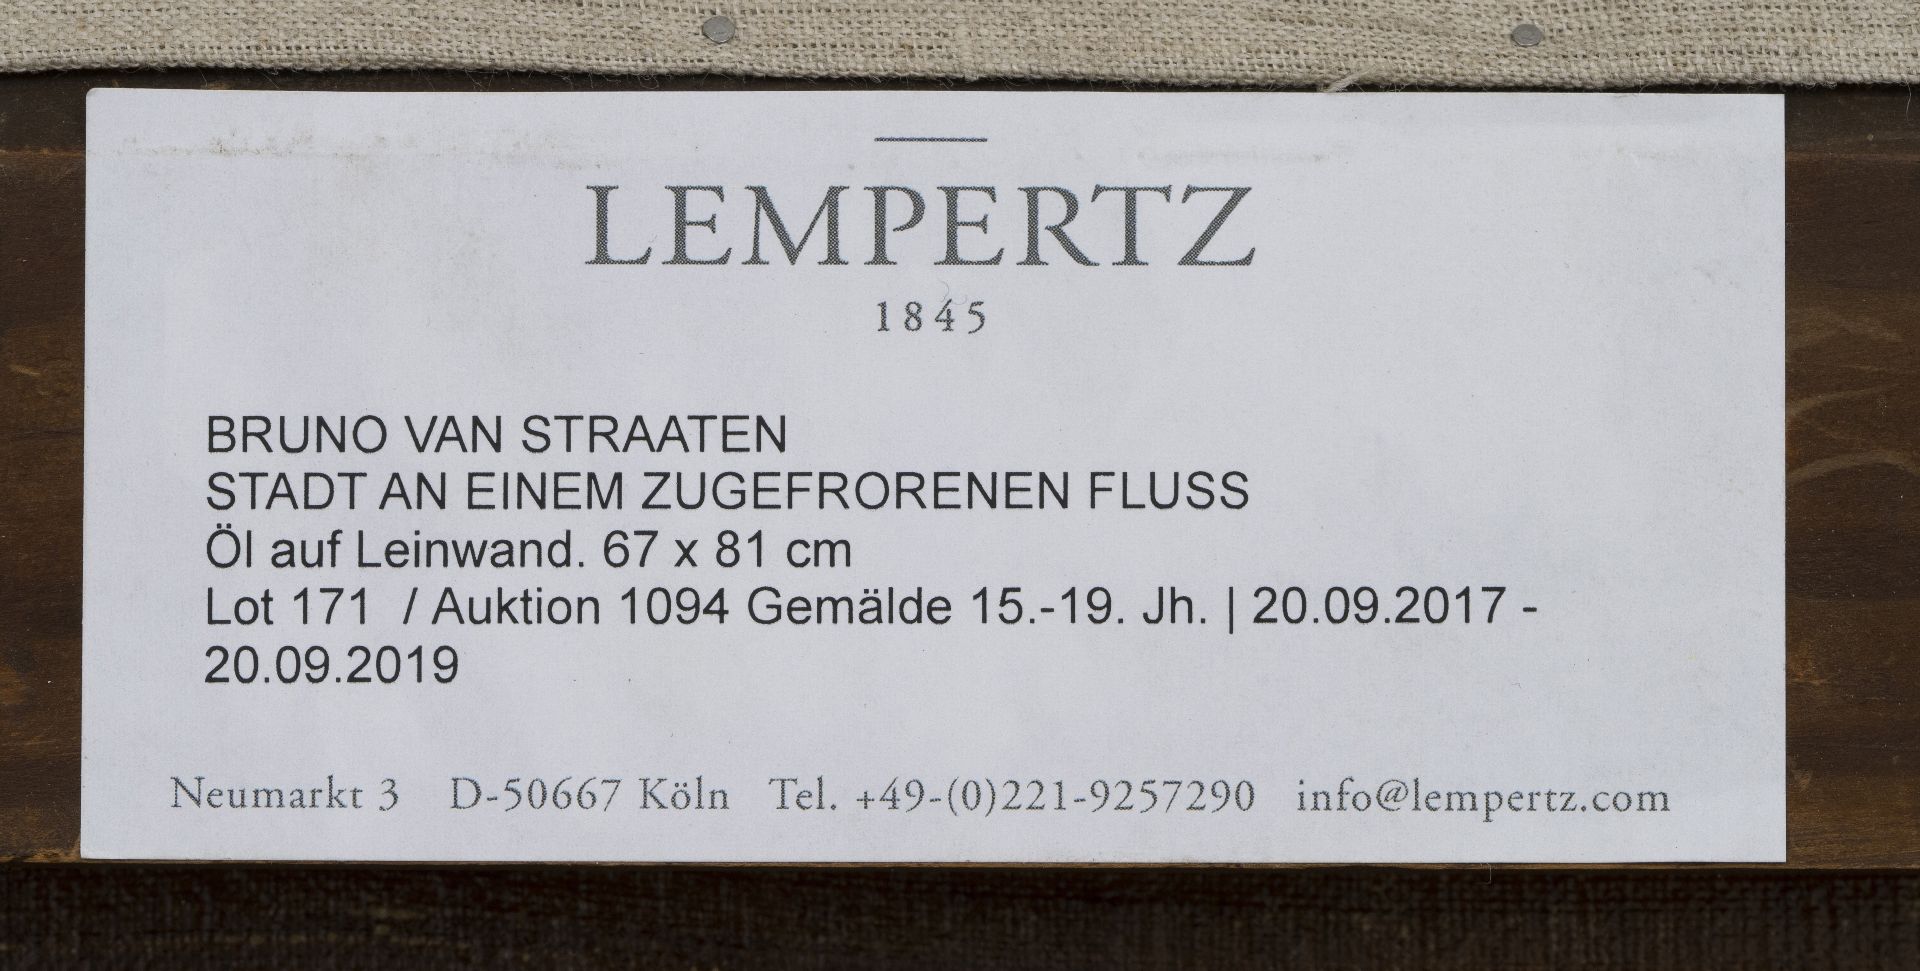 LEMPERTZ
1845
BRUNO VAN STRAATEN
STADT AN EINEM ZUGEFRORENEN FLUSS
Öl auf Leinwand. 67 x 81 cm
Lot 171 / Auktion 1094 Gemälde 15.-19. Jh. | 20.09.2017 -
20.09.2019
Neumarkt 3 D-50667 Köln Tel. +49-(0)221-9257290 info@lempertz.com